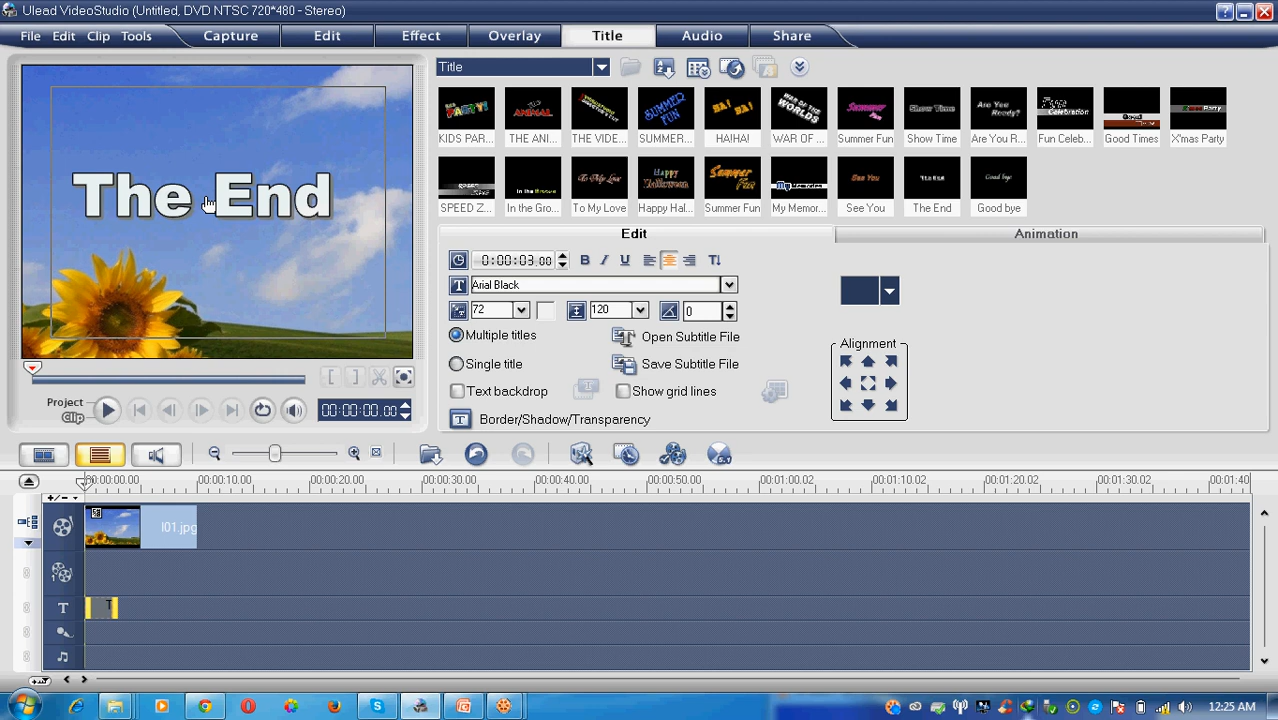 Ulead VideoStudio (Untitled, DVD NTSC 720*480 - Stereo)
File Edit Clip Tools Capture Edit Effect Overlay Title Audio Share
Title
The End
KIDS PAR... THE ANI... THE VIDE... SUMMER... HA!HA! WAR OF ... Summer Fun Show Time Are You R... Fun Celeb... Good Times X'mas Party
SPEED Z... In the Gro... To My Love Happy Hal... Summer Fun My Memor... See You The End Good bye
Edit Animation
0:00:03.00 B I U
Arial Black
72 120 0
Multiple titles Open Subtitle File
Single title Save Subtitle File
Text backdrop Show grid lines
Border/Shadow/Transparency
Alignment
Project
Clip
00:00:00.00
00:00:00.00 00:00:10.00 00:00:20.00 00:00:30.00 00:00:40.00 00:00:50.00 00:01:00.02 00:01:10.02 00:01:20.02 00:01:30.02 00:01:40
I01.jpg
T T
12:25 AM